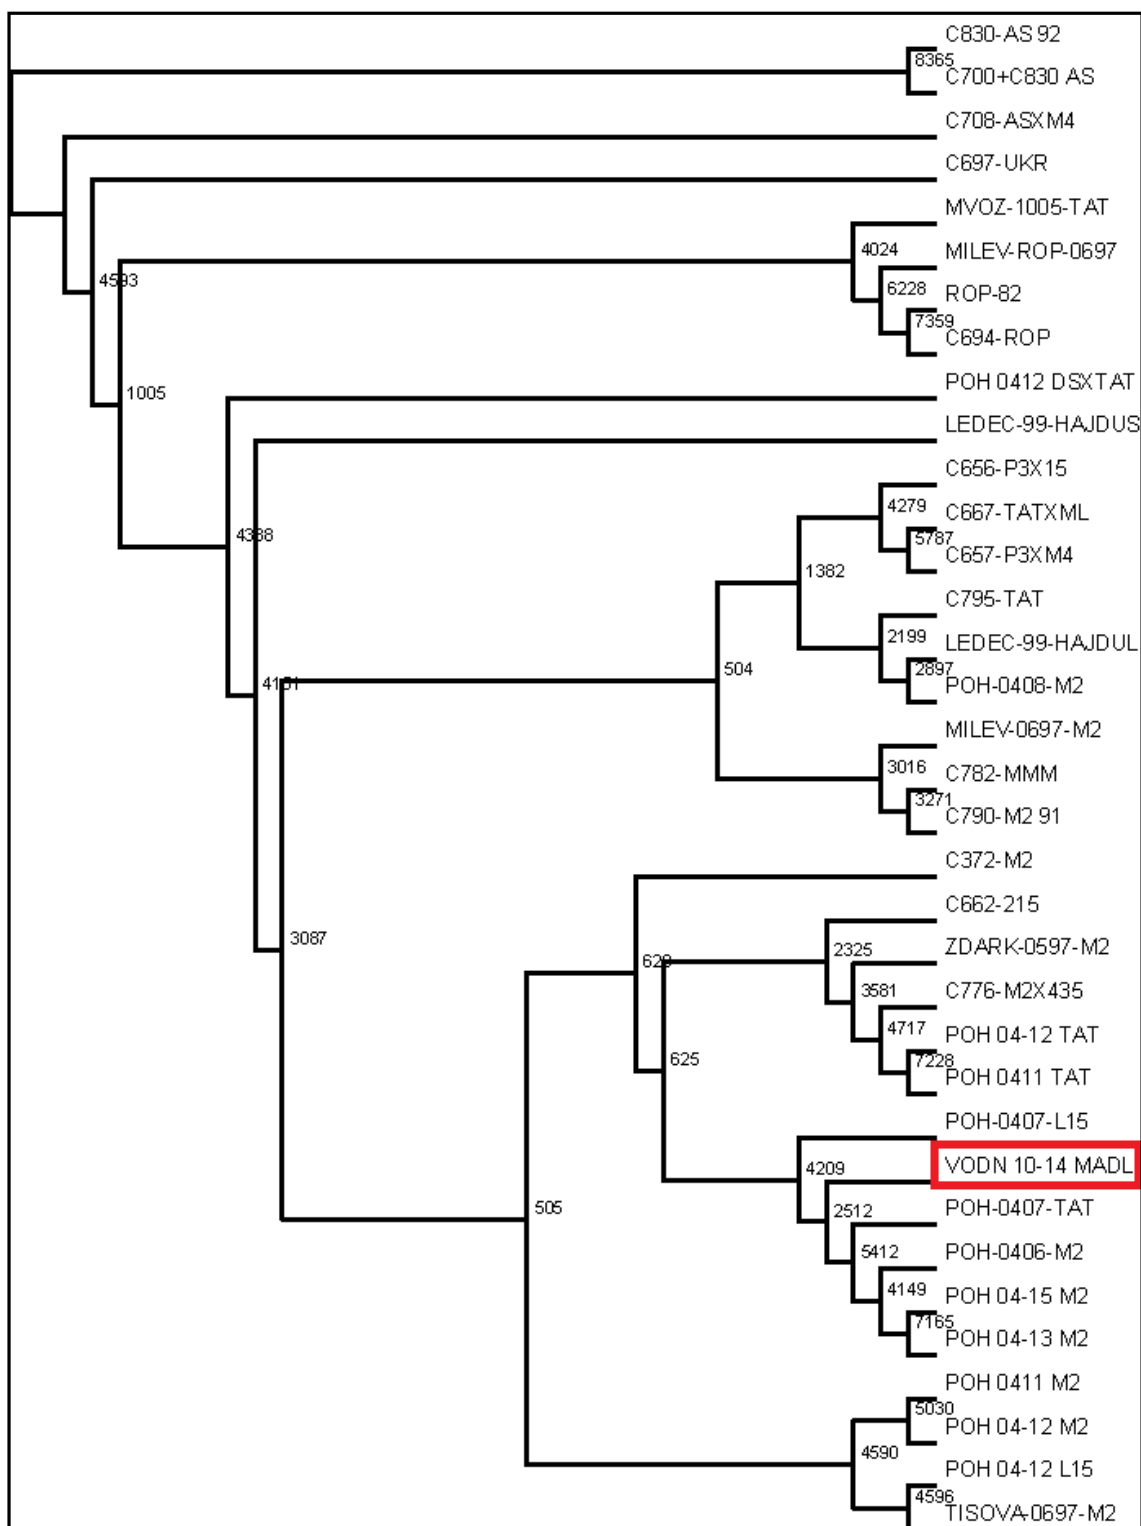 C830-AS 92
8365
C700+C830 AS
C708-ASXM4
C697-UKR
MVOZ-1005-TAT
4024
MILEV-ROP-0697
4593
6228
ROP-82
7359
C694-ROP
POH 0412 DSXTAT
1005
LEDEC-99-HAJDUS
C656-P3X15
4279
C667-TATXML
4388
5787
C657-P3XM4
1382
C795-TAT
2199
LEDEC-99-HAJDUL
504
2897
4151
POH-0408-M2
MILEV-0697-M2
3016
C782-MMM
3271
C790-M2 91
C372-M2
C662-215
3087
2325
ZDARK-0597-M2
3581
C776-M2X435
4717
POH 04-12 TAT
625
7228
POH 0411 TAT
POH-0407-L15
4209
VODN 10-14 MADL
505
2512
POH-0407-TAT
5412
POH-0406-M2
4149
POH 04-15 M2
7165
POH 04-13 M2
POH 0411 M2
5030
POH 04-12 M2
4590
POH 04-12 L15
4596
TISOVA-0697-M2